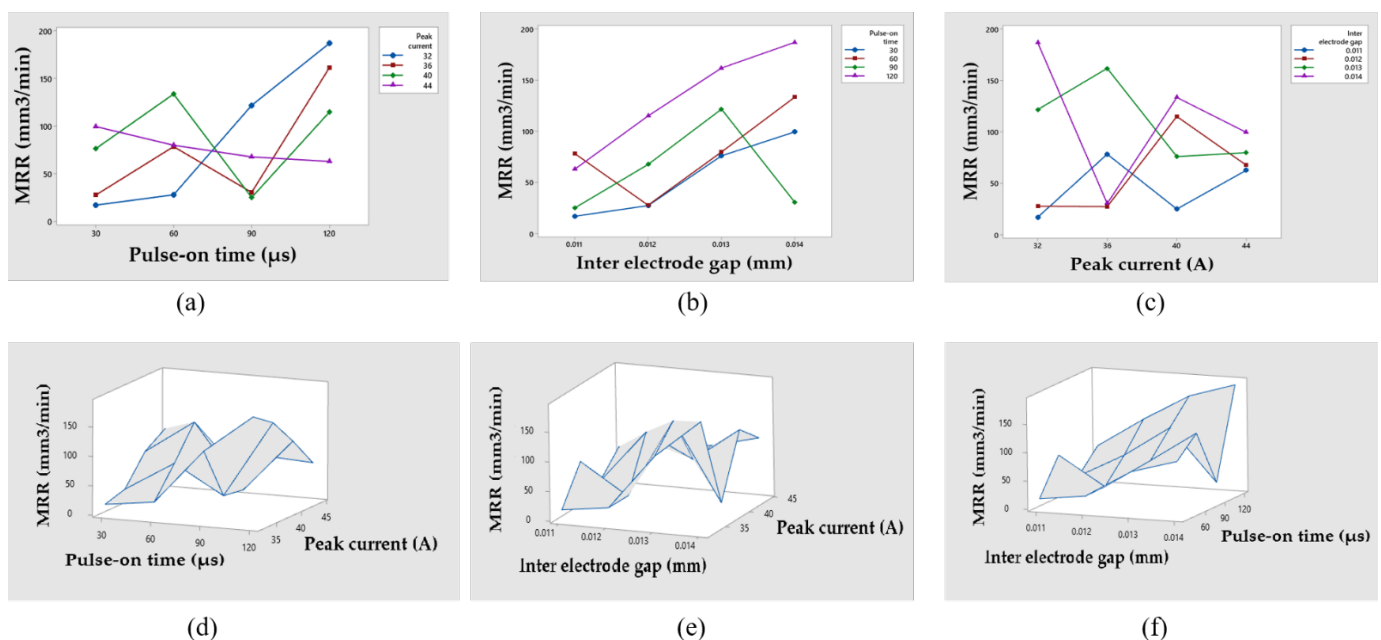 MRR (mm3/min)
200
150
100
50
0
30
60
90
120
Pulse-on time (µs)
Peak
current
32
36
40
44
(a)
MRR (mm3/min)
200
150
100
50
0
0.011
0.012
0.013
0.014
Inter electrode gap (mm)
Pulse-on
time
30
60
90
120
(b)
MRR (mm3/min)
200
150
100
50
0
32
36
40
44
Peak current (A)
Inter
electrode gap
0.011
0.012
0.013
0.014
(c)
MRR (mm3/min)
150
100
50
0
30
60
90
120
35
40
45
Pulse-on time (µs)
Peak current (A)
(d)
MRR (mm3/min)
150
100
50
0
0.011
0.012
0.013
0.014
35
40
45
Inter electrode gap (mm)
Peak current (A)
(e)
MRR (mm3/min)
150
100
50
0
0.011
0.012
0.013
0.014
60
90
120
Inter electrode gap (mm)
Pulse-on time (µs)
(f)